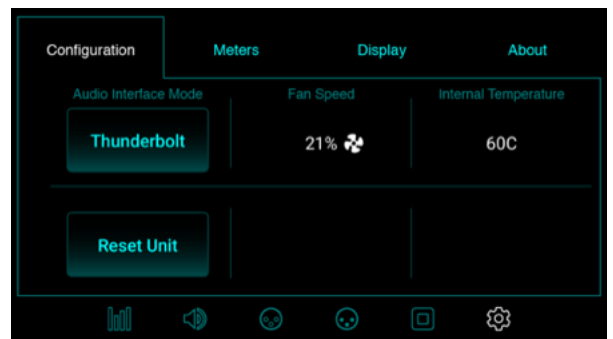 Configuration Meters Display About
Audio Interface Mode Fan Speed Internal Temperature
Thunderbolt 21% 60C
Reset Unit